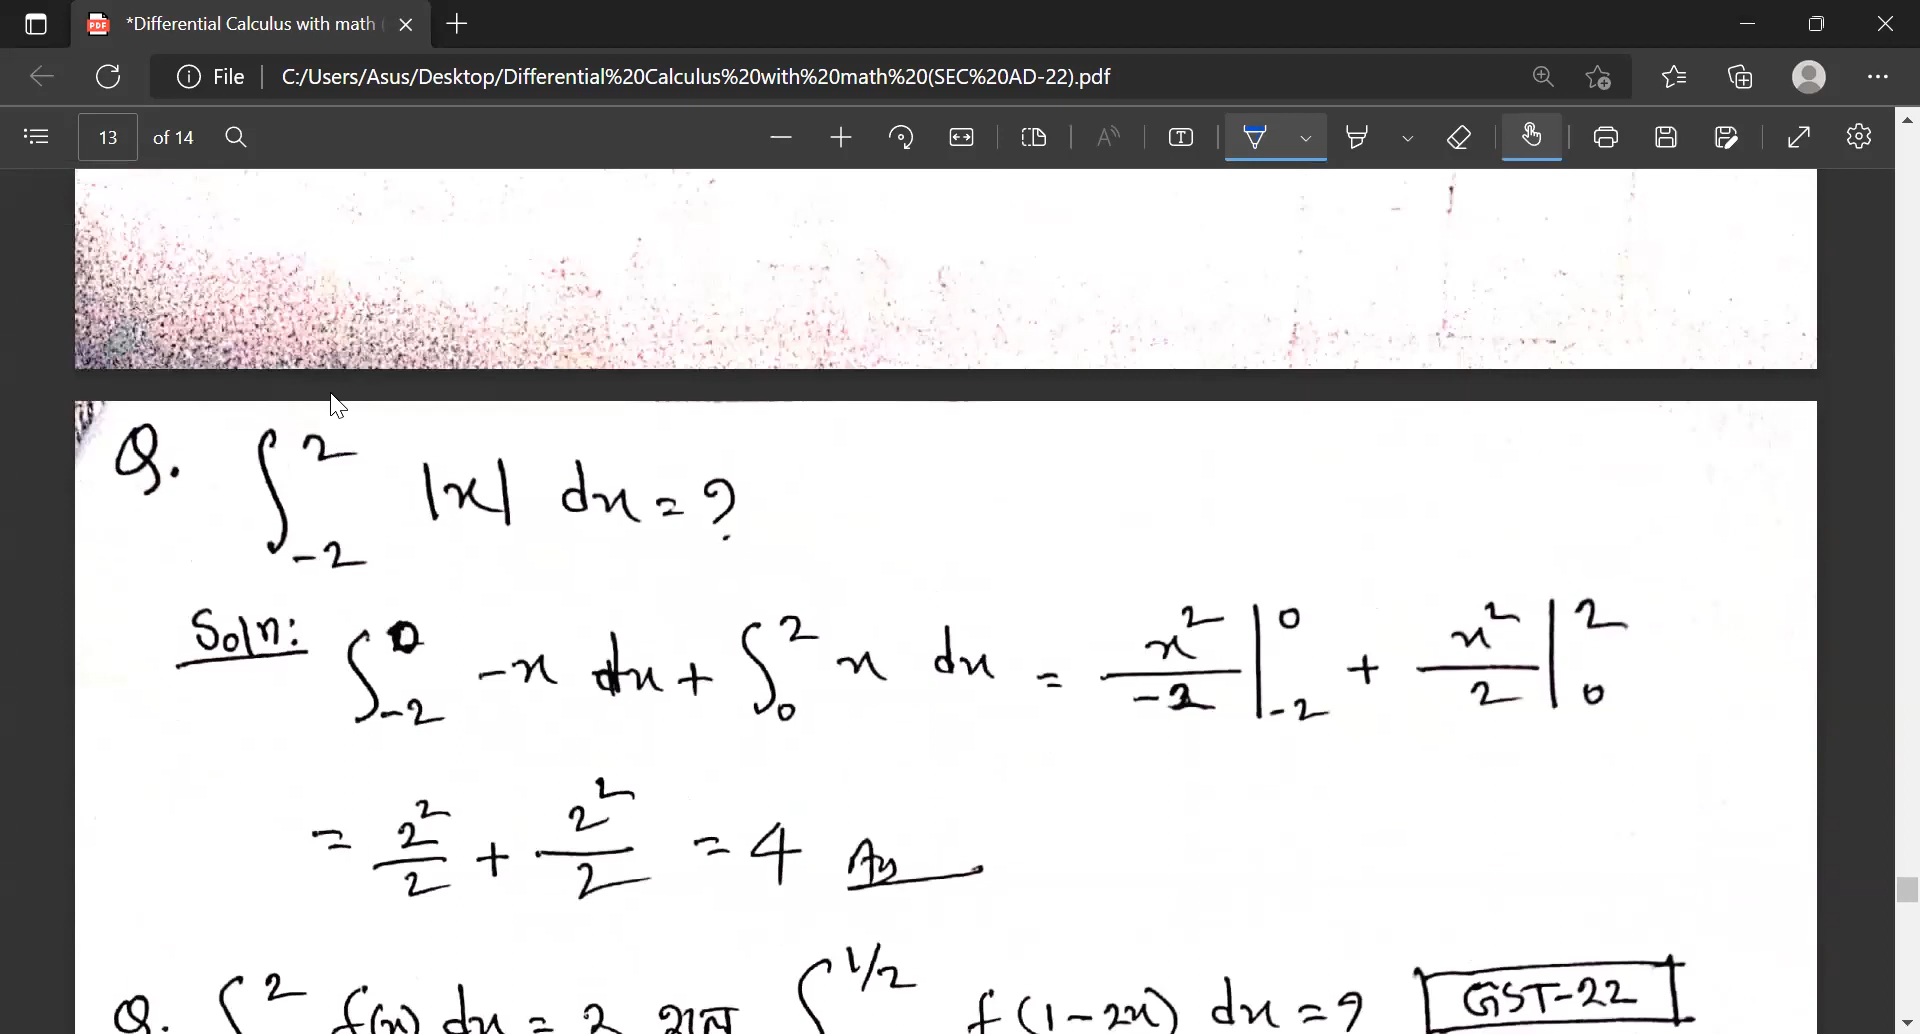 *Differential Calculus with math (
File C:/Users/Asus/Desktop/Differential%20Calculus%20with%20math%20(SEC%20AD-22).pdf
13 of 14
Q. ∫_{-2}^{2} |x| dx = ?
Soln: ∫_{-2}^{0} -x dx + ∫_{0}^{2} x dx = x²/-2 |_{-2}^{0} + x²/2 |_{0}^{2}
= 2²/2 + 2²/2 = 4 Ans
Q. ∫^{2} f(x) dx = 2 হলে ∫^{1/2} f(1-2x) dx = ? GST-22